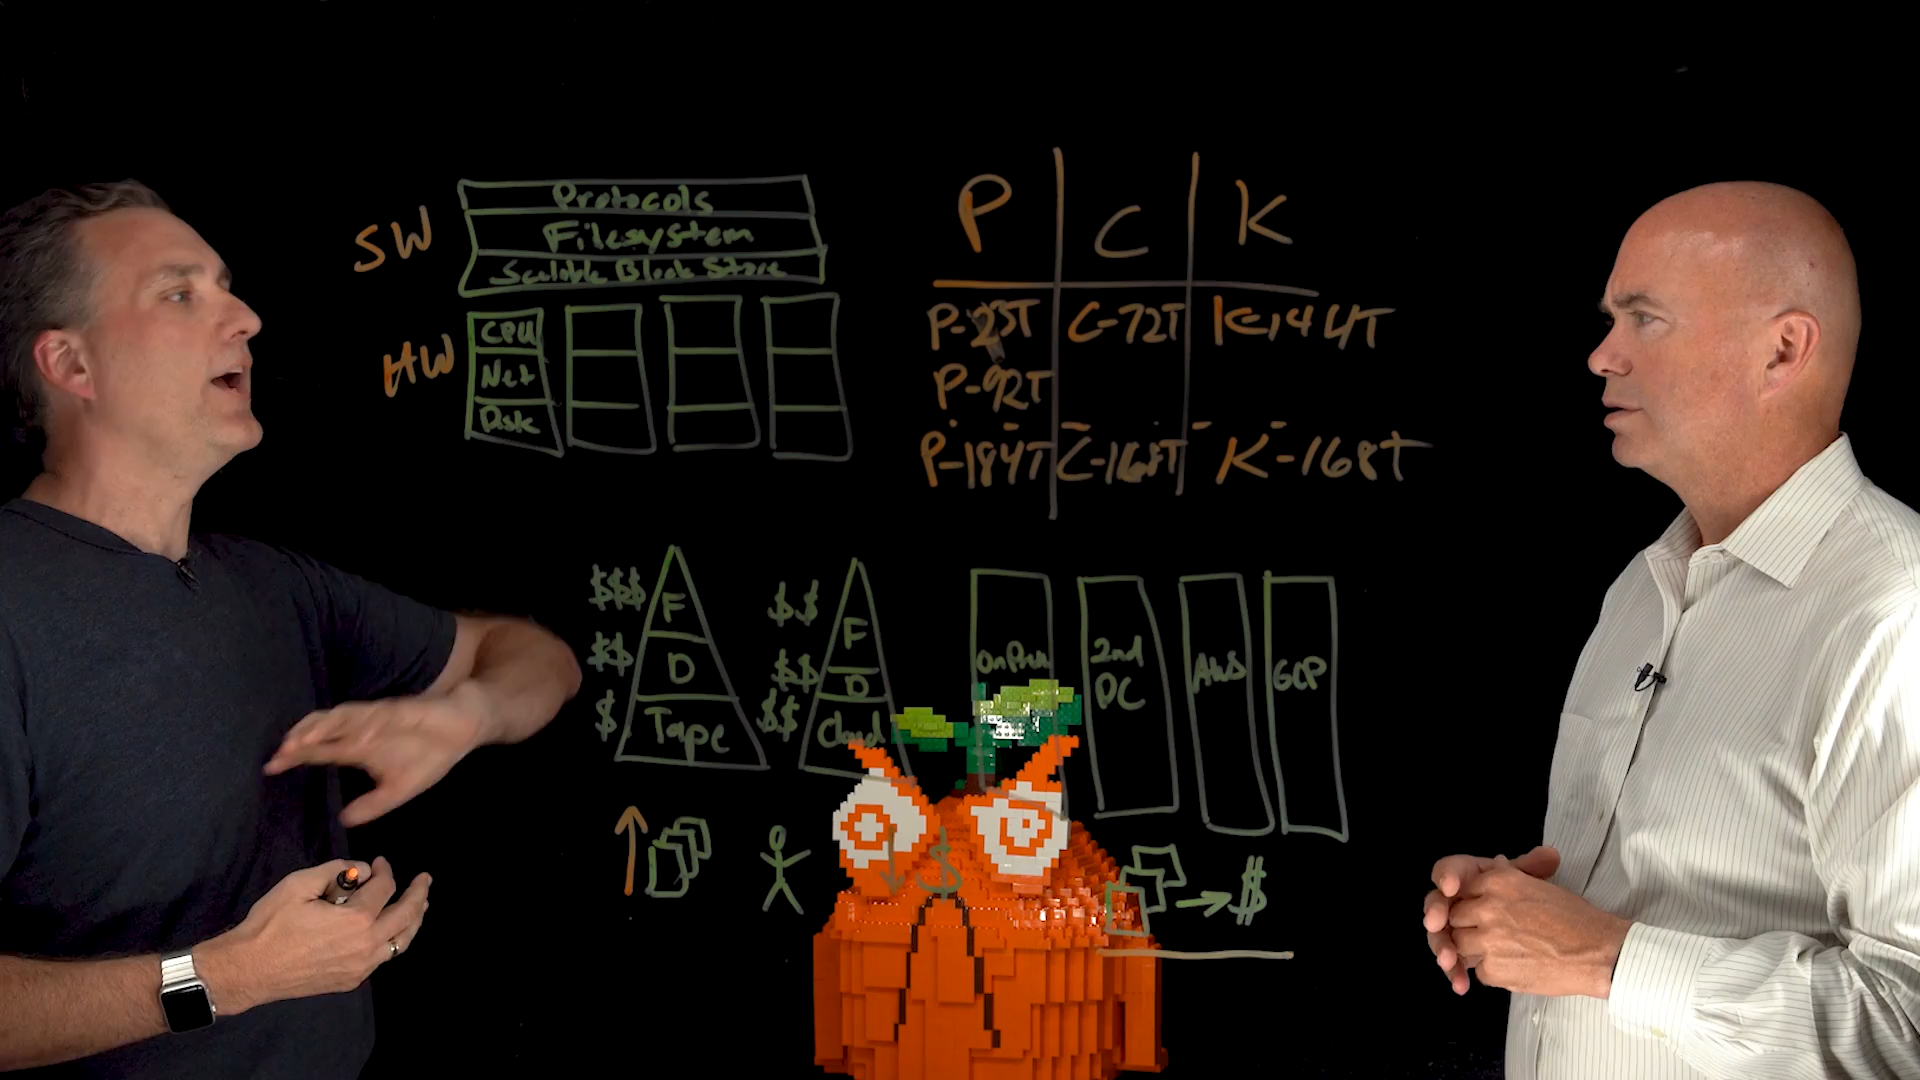 SW
Protocols
Filesystem
Scalable Block Store
HW
CPU
Net
Disk
P C K
P-23T C-72T K-144T
P-92T
P-184T C-168T K-168T
$$$ F
$$ D
$ Tape
$$ F
$$ D
$$ Cloud
OnPrem
2nd
DC
AWS
GCP
$
→ $